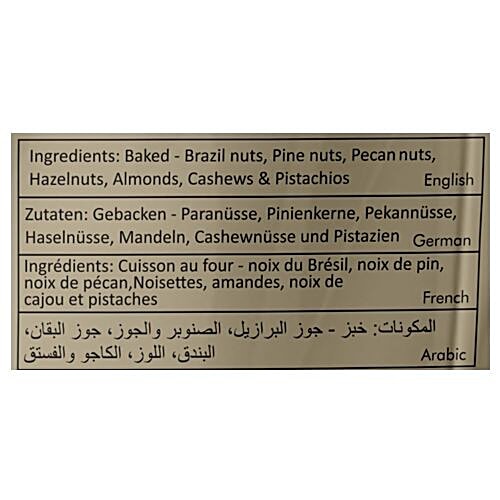 Ingredients: Baked - Brazil nuts, Pine nuts, Pecan nuts,
Hazelnuts, Almonds, Cashews & Pistachios
English
Zutaten: Gebacken - Paranüsse, Pinienkerne, Pekannüsse,
Haselnüsse, Mandeln, Cashewnüsse und Pistazien
German
Ingrédients: Cuisson au four - noix du Brésil, noix de pin,
noix de pécan,Noisettes, amandes, noix de
cajou et pistaches
French
المكونات: خبز - جوز البرازيل، الصنوبر والجوز، جوز البقان،
البندق، اللوز، الكاجو والفستق
Arabic